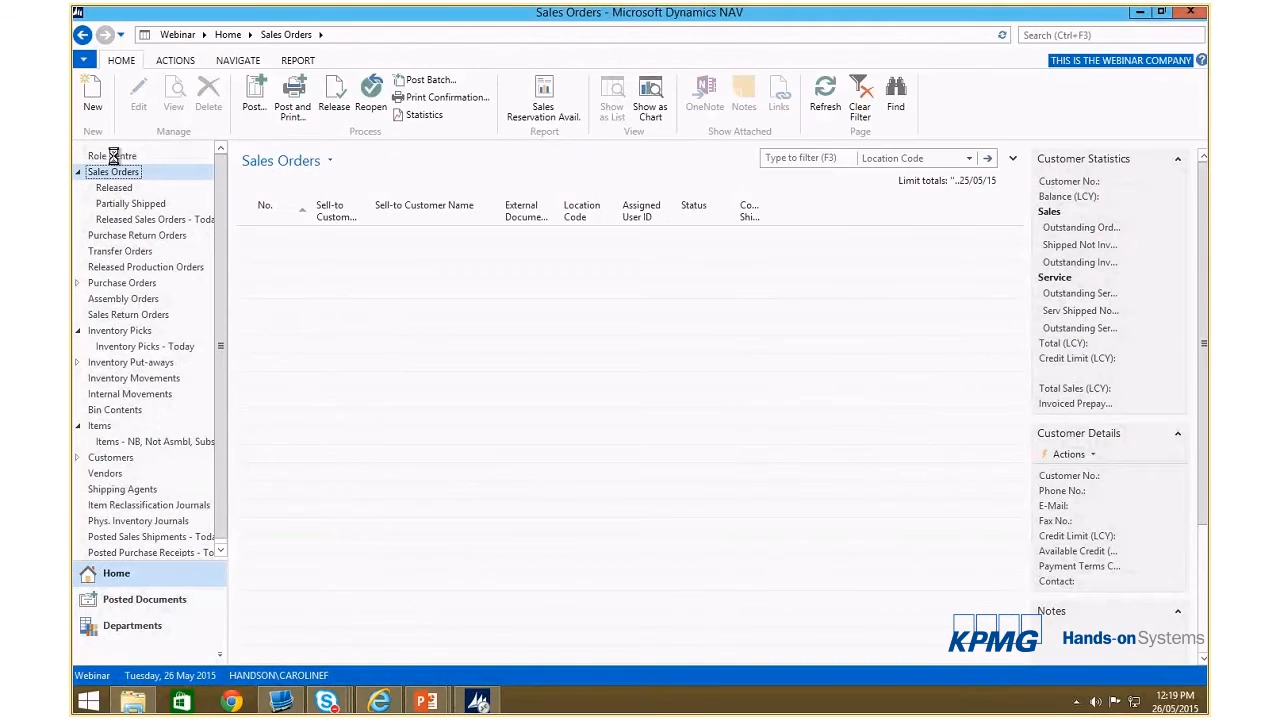 Sales Orders - Microsoft Dynamics NAV
Webinar Home Sales Orders
Search (Ctrl+F3)
HOME ACTIONS NAVIGATE REPORT
THIS IS THE WEBINAR COMPANY
New
Edit
View
Delete
Post...
Post and Print...
Release
Reopen
Post Batch...
Print Confirmation...
Statistics
Sales Reservation Avail.
Show as List
Show as Chart
OneNote
Notes
Links
Refresh
Clear Filter
Find
New
Manage
Process
Report
View
Show Attached
Page
Sales Orders
Released
Partially Shipped
Released Sales Orders - Toda
Purchase Return Orders
Transfer Orders
Released Production Orders
Purchase Orders
Assembly Orders
Sales Return Orders
Inventory Picks
Inventory Picks - Today
Inventory Put-aways
Inventory Movements
Internal Movements
Bin Contents
Items
Items - NB, Not Asmbl, Subs
Customers
Vendors
Shipping Agents
Item Reclassification Journals
Phys. Inventory Journals
Posted Sales Shipments - Toda
Posted Purchase Receipts - To
Home
Posted Documents
Departments
Sales Orders
Type to filter (F3)
Location Code
Limit totals: ''..25/05/15
No.
Sell-to Custom...
Sell-to Customer Name
External Docume...
Location Code
Assigned User ID
Status
Co... Shi...
Customer Statistics
Customer No.:
Balance (LCY):
Sales
Outstanding Ord...
Shipped Not Inv...
Outstanding Inv...
Service
Outstanding Ser...
Serv Shipped No...
Outstanding Ser...
Total (LCY):
Credit Limit (LCY):
Total Sales (LCY):
Invoiced Prepay...
Customer Details
Actions
Customer No.:
Phone No.:
E-Mail:
Fax No.:
Credit Limit (LCY):
Available Credit (...
Payment Terms C...
Contact:
Notes
KPMG Hands-on Systems
Webinar Tuesday, 26 May 2015 HANDSON\CAROLINEF
12:19 PM
26/05/2015